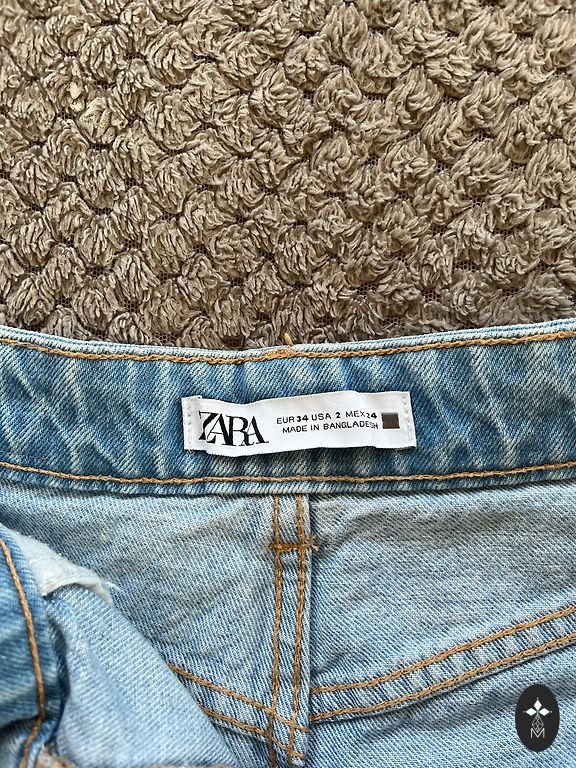 ZARA
EUR 34 USA 2 MEX 24
MADE IN BANGLADESH
M